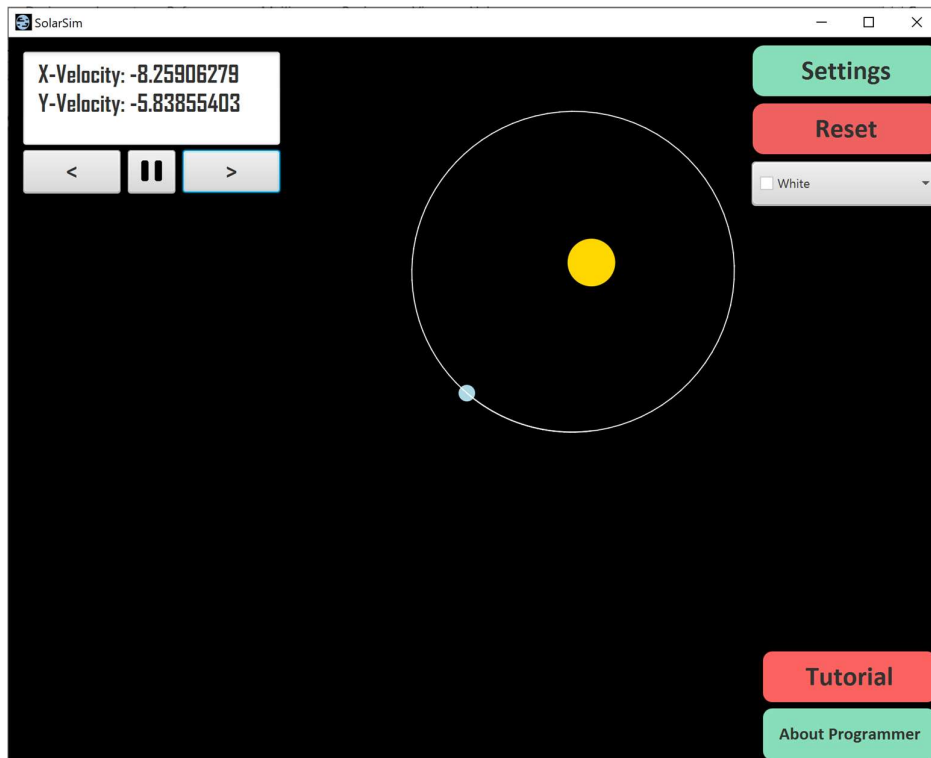 SolarSim
X-Velocity: -8.25906279
Y-Velocity: -5.83855403
<
>
Settings
Reset
White
Tutorial
About Programmer